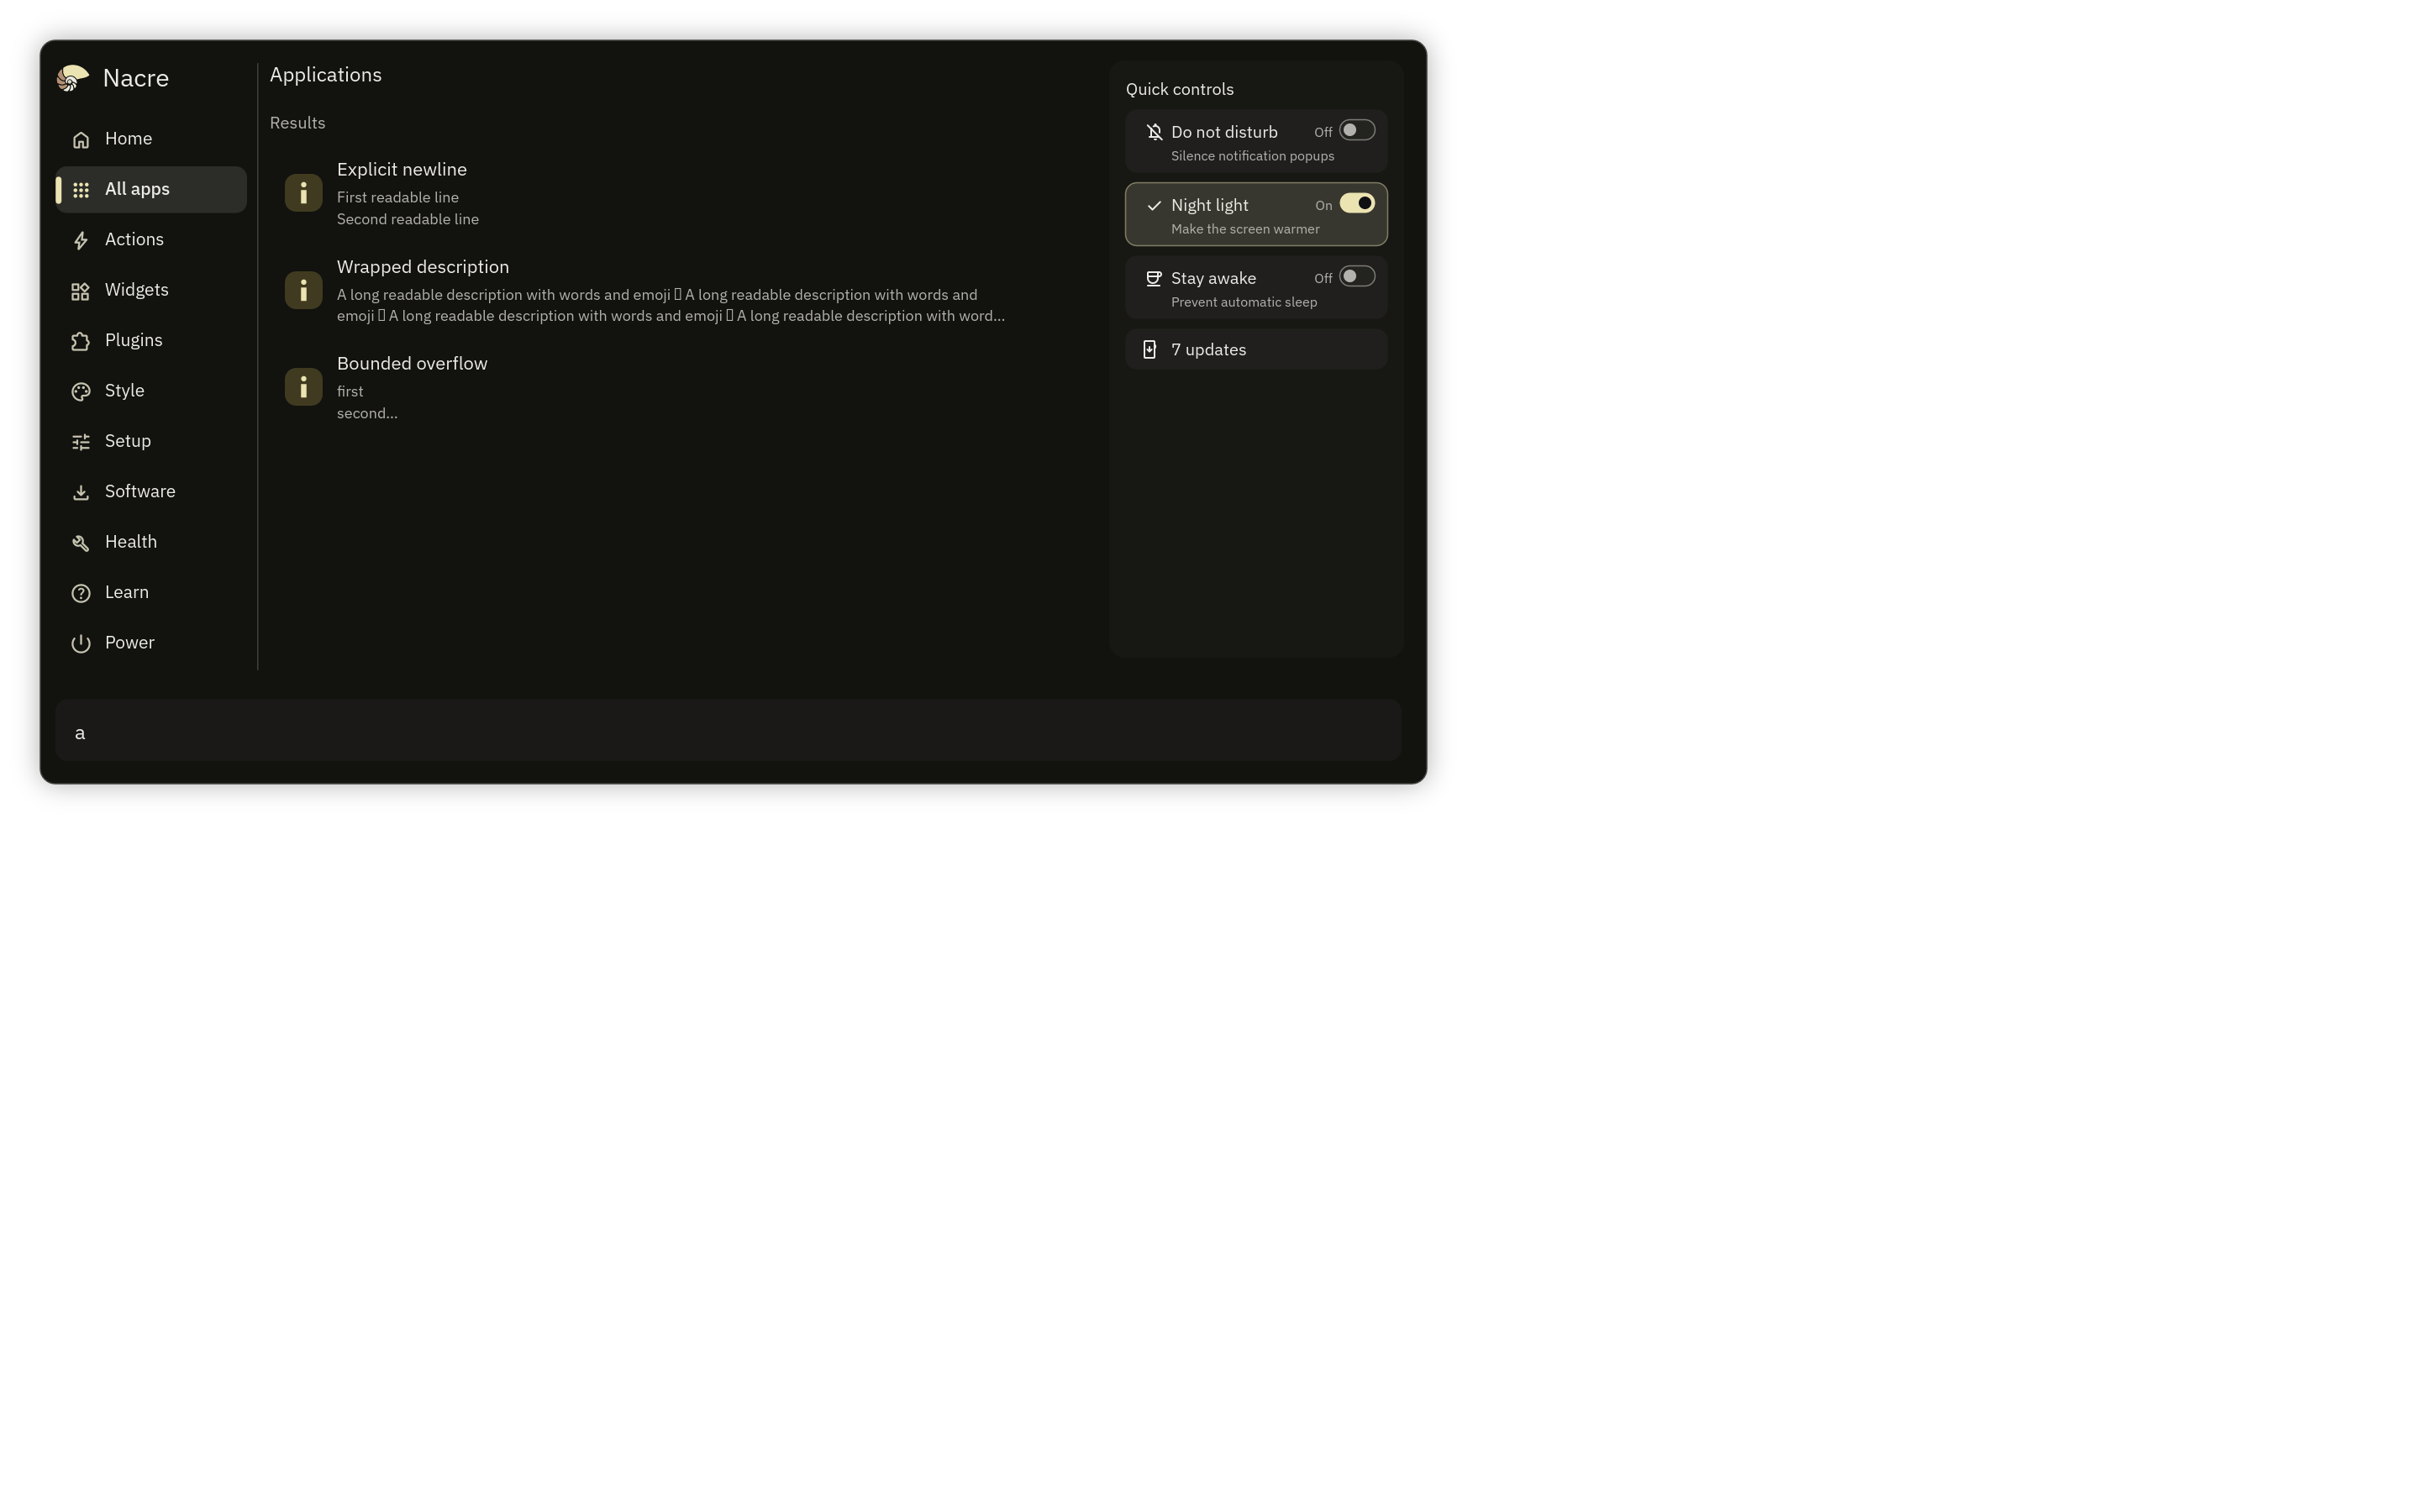 Nacre
Home
All apps
Actions
Widgets
Plugins
Style
Setup
Software
Health
Learn
Power
Applications
Results
Explicit newline
First readable line
Second readable line
Wrapped description
A long readable description with words and emoji ▯ A long readable description with words and
emoji ▯ A long readable description with words and emoji ▯ A long readable description with word…
Bounded overflow
first
second…
Quick controls
Do not disturb Off
Silence notification popups
Night light On
Make the screen warmer
Stay awake Off
Prevent automatic sleep
7 updates
a